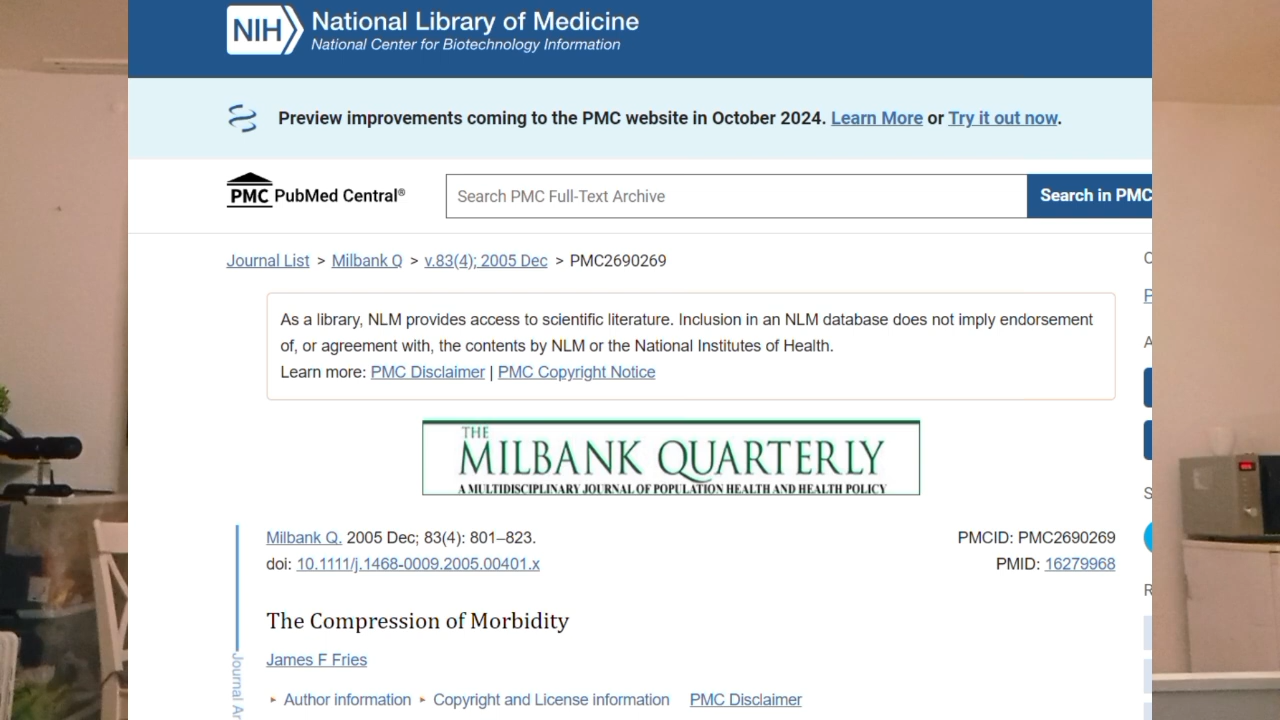 NIH National Library of Medicine
National Center for Biotechnology Information
Preview improvements coming to the PMC website in October 2024. Learn More or Try it out now.
PMC PubMed Central®
Search PMC Full-Text Archive
Search in PMC
Journal List > Milbank Q > v.83(4); 2005 Dec > PMC2690269
As a library, NLM provides access to scientific literature. Inclusion in an NLM database does not imply endorsement
of, or agreement with, the contents by NLM or the National Institutes of Health.
Learn more: PMC Disclaimer | PMC Copyright Notice
THE
MILBANK QUARTERLY
A MULTIDISCIPLINARY JOURNAL OF POPULATION HEALTH AND HEALTH POLICY
Milbank Q. 2005 Dec; 83(4): 801–823.
PMCID: PMC2690269
doi: 10.1111/j.1468-0009.2005.00401.x
PMID: 16279968
The Compression of Morbidity
James F Fries
▸ Author information ▸ Copyright and License information PMC Disclaimer
Journal Ar